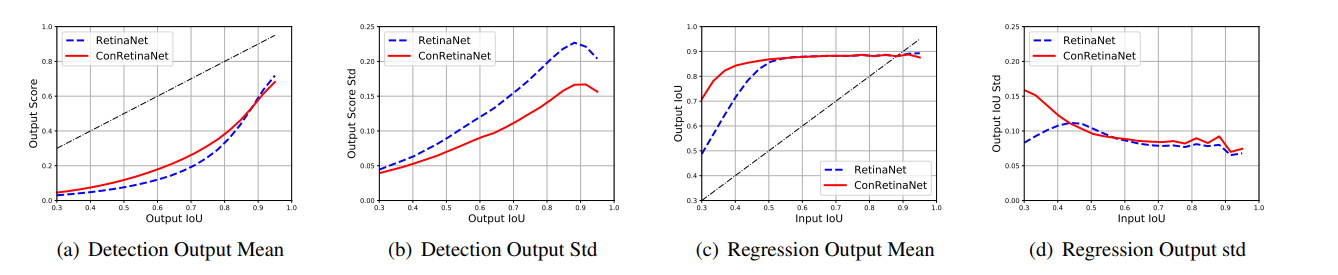 1.0
0.8
0.6
0.4
0.2
0.0
Output Score
RetinaNet
ConRetinaNet
0.3 0.4 0.5 0.6 0.7 0.8 0.9 1.0
Output IoU
(a) Detection Output Mean
0.25
0.20
0.15
0.10
0.05
0.00
Output Score Std
RetinaNet
ConRetinaNet
0.3 0.4 0.5 0.6 0.7 0.8 0.9 1.0
Output IoU
(b) Detection Output Std
1.0
0.9
0.8
0.7
0.6
0.5
0.4
0.3
Output IoU
RetinaNet
ConRetinaNet
0.3 0.4 0.5 0.6 0.7 0.8 0.9 1.0
Input IoU
(c) Regression Output Mean
0.25
0.20
0.15
0.10
0.05
0.00
Output IoU Std
RetinaNet
ConRetinaNet
0.3 0.4 0.5 0.6 0.7 0.8 0.9 1.0
Input IoU
(d) Regression Output std